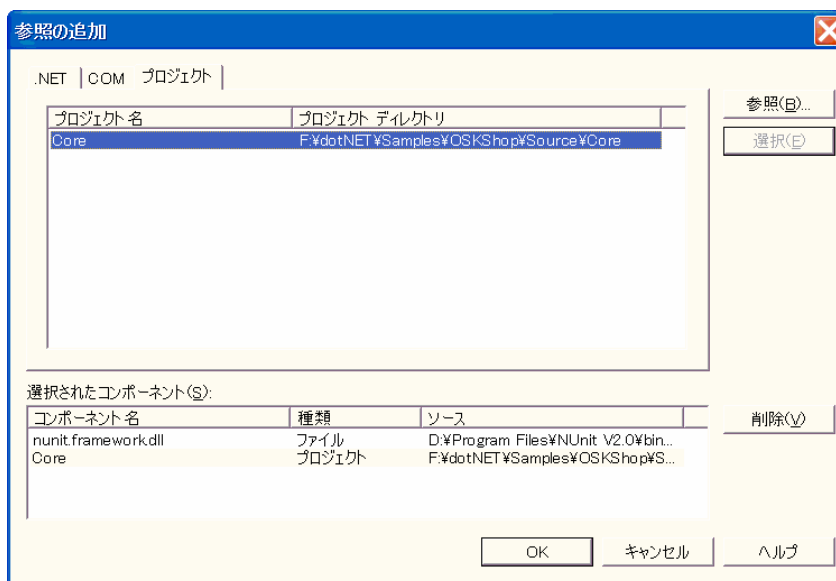 参照の追加
.NET COM プロジェクト
参照(B)...
プロジェクト名 プロジェクト ディレクトリ
Core F:¥dotNET¥Samples¥OSKShop¥Source¥Core
選択(E)
選択されたコンポーネント(S):
コンポーネント名 種類 ソース
削除(V)
nunit.framework.dll ファイル D:¥Program Files¥NUnit V2.0¥bin...
Core プロジェクト F:¥dotNET¥Samples¥OSKShop¥S...
OK キャンセル ヘルプ